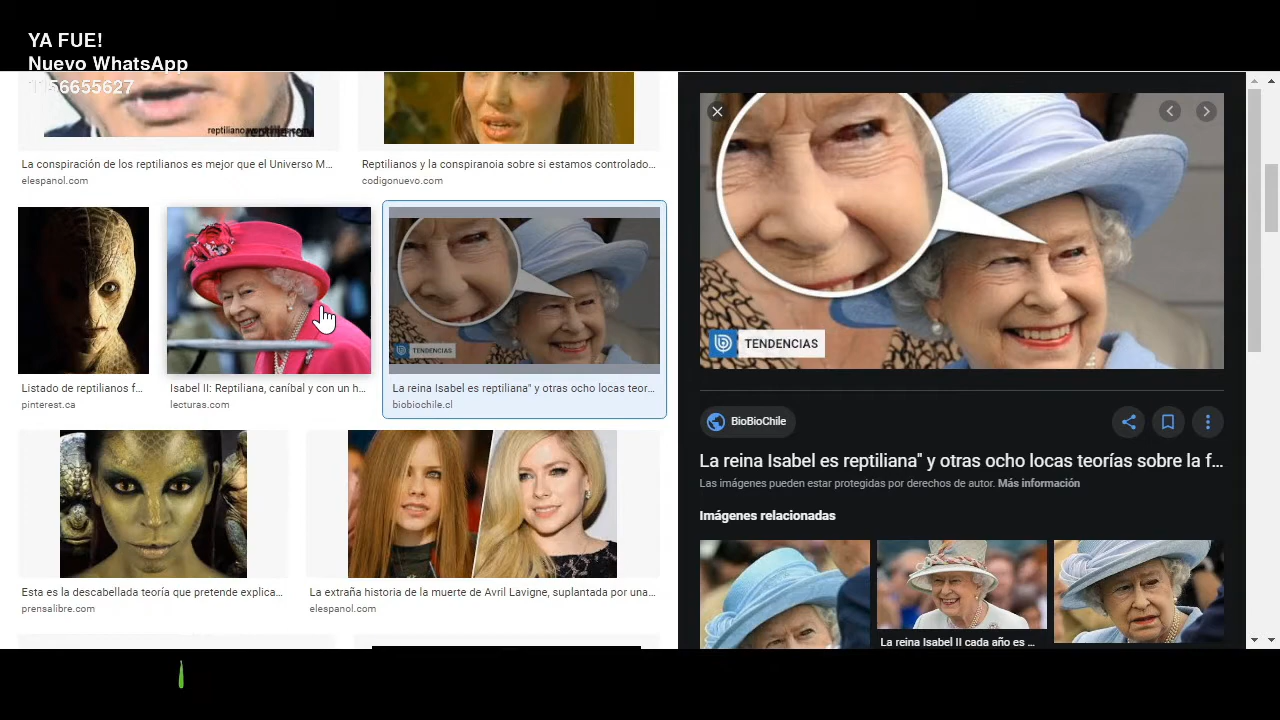 YA FUE!
Nuevo WhatsApp
1156655627
La conspiración de los reptilianos es mejor que el Universo M...
elespanol.com
Reptilianos y la conspiranoia sobre si estamos controlado...
codigonuevo.com
Listado de reptilianos f...
pinterest.ca
Isabel II: Reptiliana, caníbal y con un h...
lecturas.com
TENDENCIAS
La reina Isabel es reptiliana" y otras ocho locas teor...
biobiochile.cl
Esta es la descabellada teoría que pretende explica...
prensalibre.com
La extraña historia de la muerte de Avril Lavigne, suplantada por una...
elespanol.com
TENDENCIAS
BioBioChile
La reina Isabel es reptiliana" y otras ocho locas teorías sobre la f...
Las imágenes pueden estar protegidas por derechos de autor. Más información
Imágenes relacionadas
La reina Isabel II cada año es ...